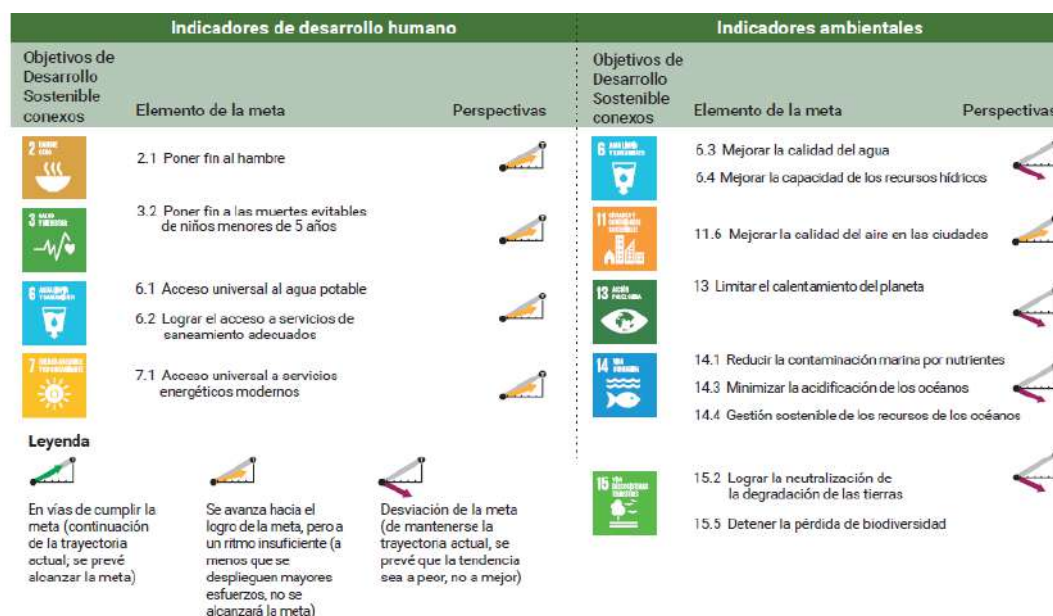 Indicadores de desarrollo humano
Objetivos de
Desarrollo
Sostenible
conexos
Elemento de la meta
Perspectivas
2
2.1 Poner fin al hambre
3
3.2 Poner fin a las muertes evitables
de niños menores de 5 años
6
6.1 Acceso universal al agua potable
6.2 Lograr el acceso a servicios de
saneamiento adecuados
7
7.1 Acceso universal a servicios
energéticos modernos
Leyenda
En vías de cumplir la
meta (continuación
de la trayectoria
actual; se prevé
alcanzar la meta)
Se avanza hacia el
logro de la meta, pero a
un ritmo insuficiente (a
menos que se
desplieguen mayores
esfuerzos, no se
alcanzará la meta)
Desviación de la meta
(de mantenerse la
trayectoria actual, se
prevé que la tendencia
sea a peor, no a mejor)
Indicadores ambientales
Objetivos de
Desarrollo
Sostenible
conexos
Elemento de la meta
Perspectivas
6
6.3 Mejorar la calidad del agua
6.4 Mejorar la capacidad de los recursos hídricos
11
11.6 Mejorar la calidad del aire en las ciudades
13
13 Limitar el calentamiento del planeta
14
14.1 Reducir la contaminación marina por nutrientes
14.3 Minimizar la acidificación de los océanos
14.4 Gestión sostenible de los recursos de los océanos
15
15.2 Lograr la neutralización de
la degradación de las tierras
15.5 Detener la pérdida de biodiversidad